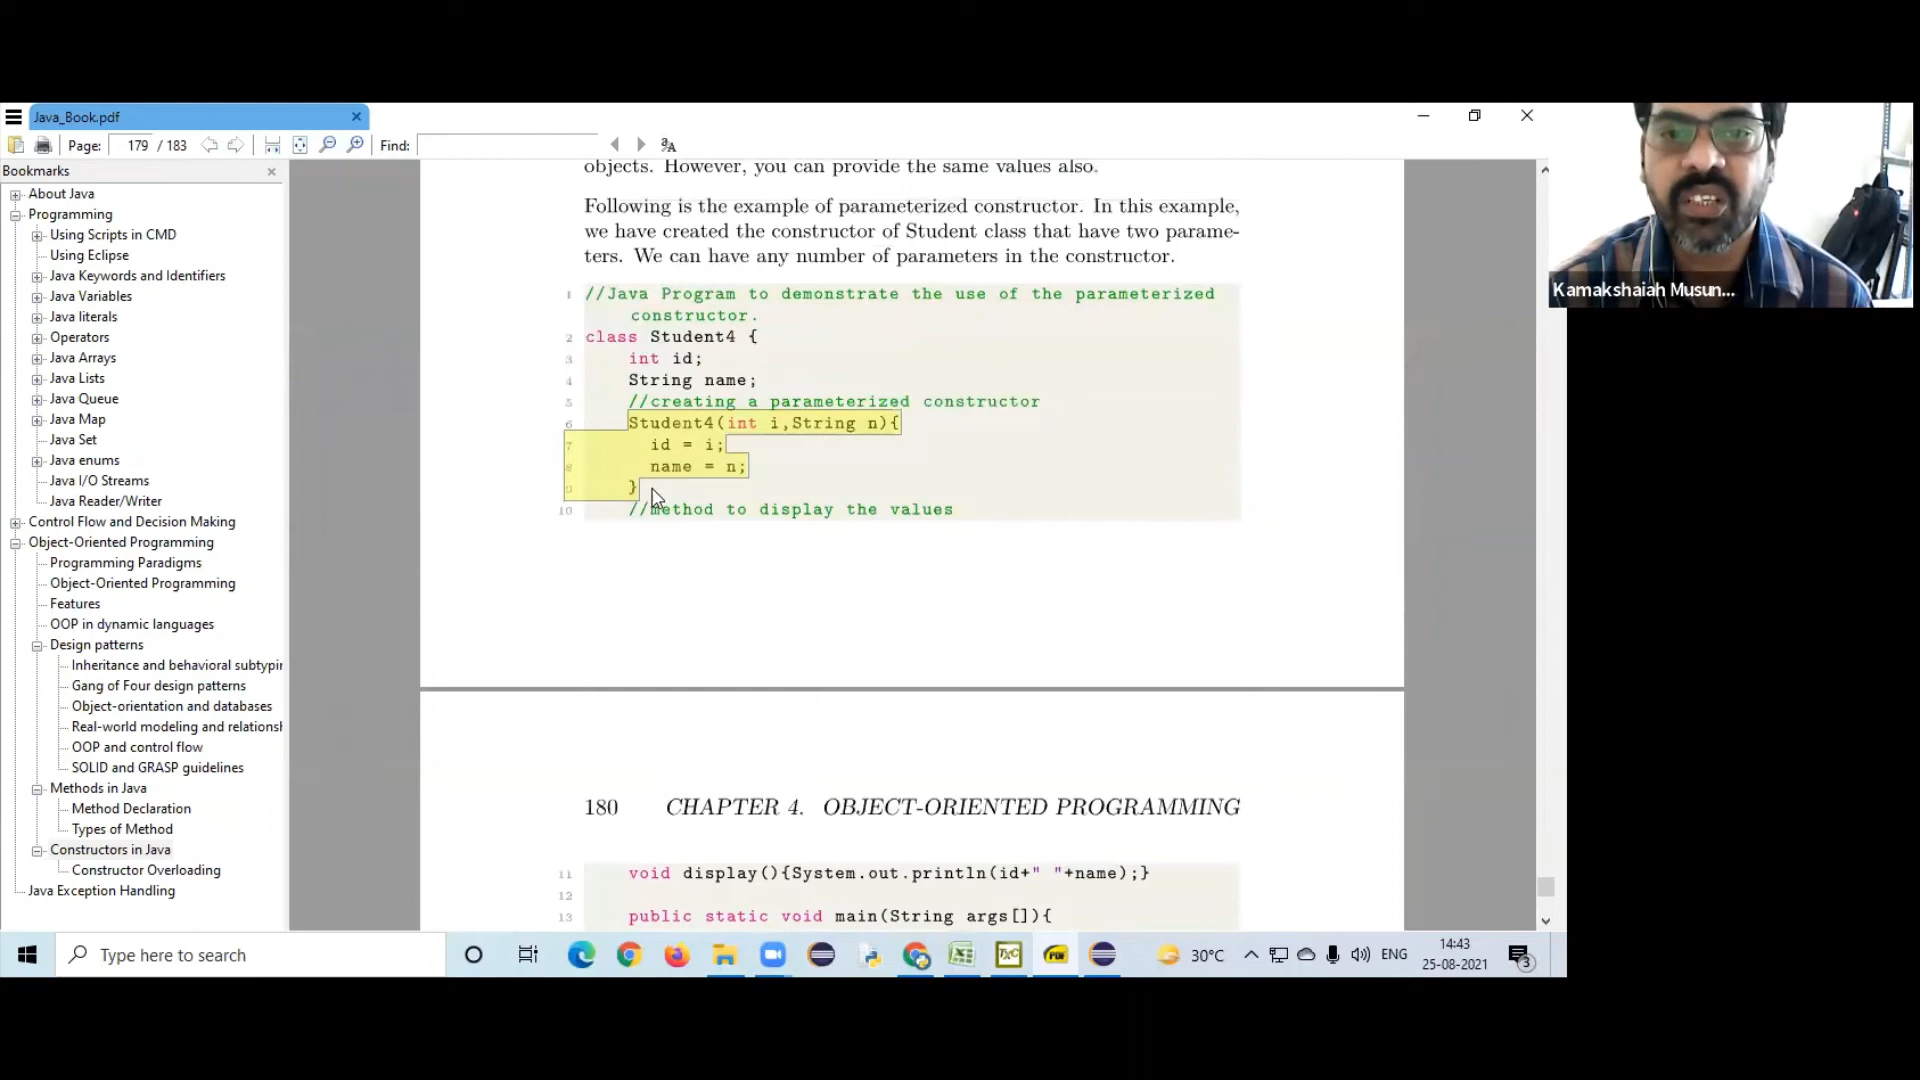 Java_Book.pdf
Page: 179 / 183 Find:
Bookmarks
About Java
Programming
Using Scripts in CMD
Using Eclipse
Java Keywords and Identifiers
Java Variables
Java literals
Operators
Java Arrays
Java Lists
Java Queue
Java Map
Java Set
Java enums
Java I/O Streams
Java Reader/Writer
Control Flow and Decision Making
Object-Oriented Programming
Programming Paradigms
Object-Oriented Programming
Features
OOP in dynamic languages
Design patterns
Inheritance and behavioral subtypin
Gang of Four design patterns
Object-orientation and databases
Real-world modeling and relationsh
OOP and control flow
SOLID and GRASP guidelines
Methods in Java
Method Declaration
Types of Method
Constructors in Java
Constructor Overloading
Java Exception Handling
objects. However, you can provide the same values also.
Following is the example of parameterized constructor. In this example,
we have created the constructor of Student class that have two parame-
ters. We can have any number of parameters in the constructor.
1 //Java Program to demonstrate the use of the parameterized
constructor.
2 class Student4 {
3 int id;
4 String name;
5 //creating a parameterized constructor
6 Student4(int i,String n){
7 id = i;
8 name = n;
9 }
10 //method to display the values
180 CHAPTER 4. OBJECT-ORIENTED PROGRAMMING
11 void display(){System.out.println(id+" "+name);}
12
13 public static void main(String args[]){
Kamakshaiah Musun...
Type here to search
PDF
30°C
ENG
14:43
25-08-2021
3